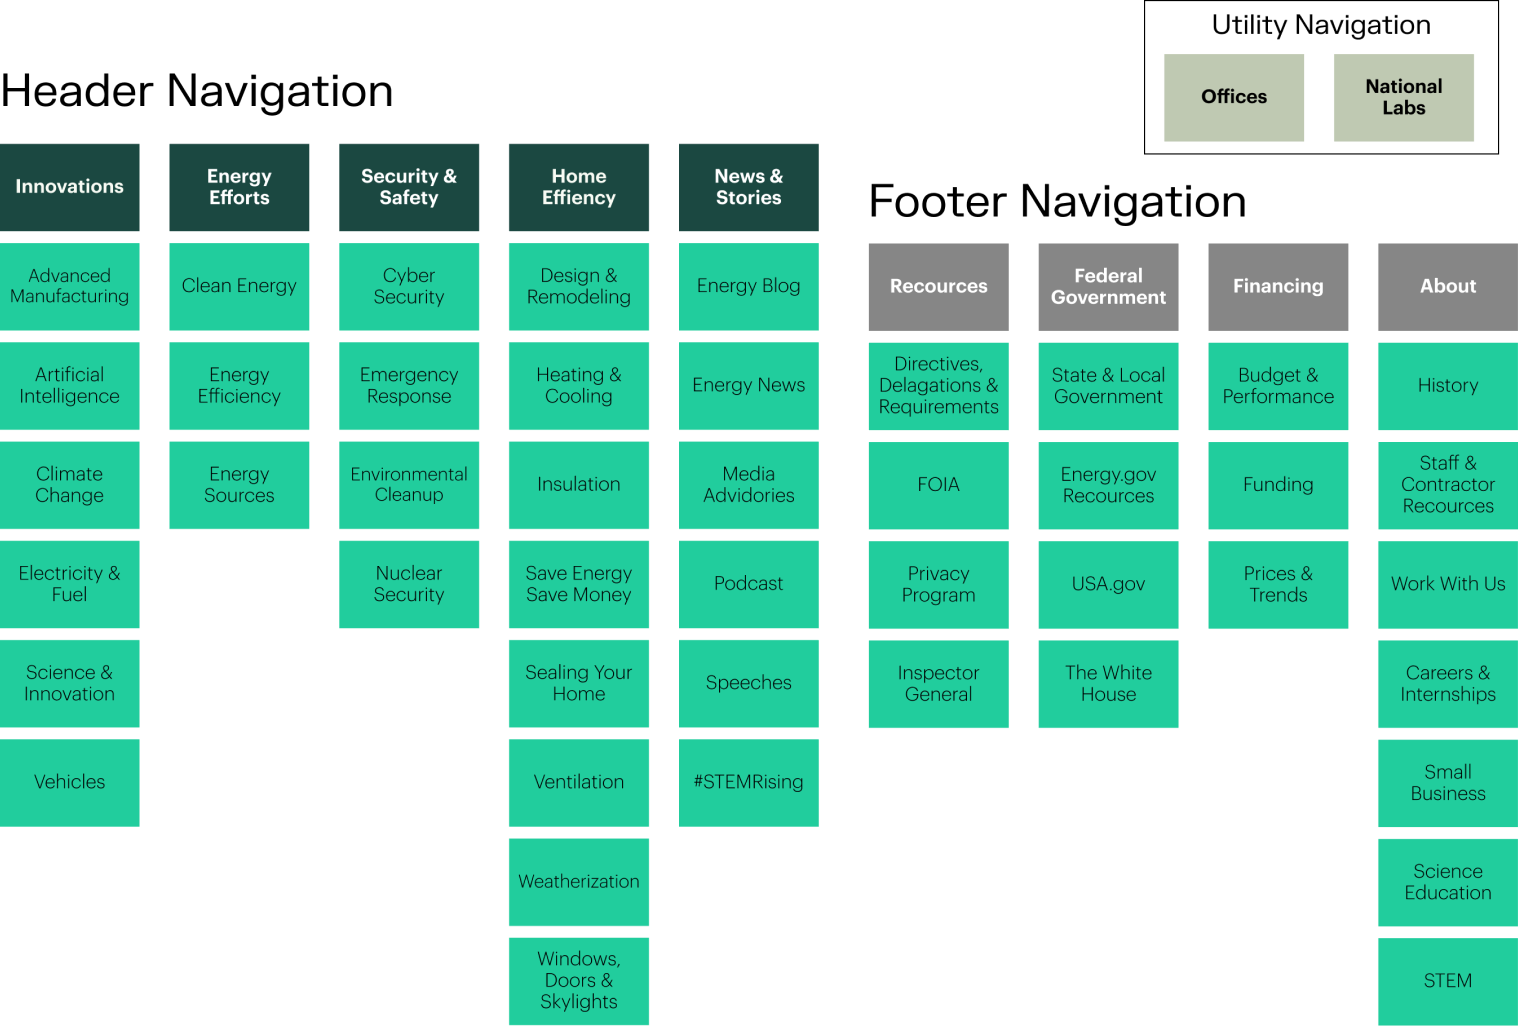 Utility Navigation
Offices
National
Labs
Header Navigation
Innovations
Advanced
Manufacturing
Artificial
Intelligence
Climate
Change
Electricity &
Fuel
Science &
Innovation
Vehicles
Energy
Efforts
Clean Energy
Energy
Efficiency
Energy
Sources
Security &
Safety
Cyber
Security
Emergency
Response
Environmental
Cleanup
Nuclear
Security
Home
Effiency
Design &
Remodeling
Heating &
Cooling
Insulation
Save Energy
Save Money
Sealing Your
Home
Ventilation
Weatherization
Windows,
Doors &
Skylights
News &
Stories
Energy Blog
Energy News
Media
Advidories
Podcast
Speeches
#STEMRising
Footer Navigation
Recources
Directives,
Delagations &
Requirements
FOIA
Privacy
Program
Inspector
General
Federal
Government
State & Local
Government
Energy.gov
Recources
USA.gov
The White
House
Financing
Budget &
Performance
Funding
Prices &
Trends
About
History
Staff &
Contractor
Recources
Work With Us
Careers &
Internships
Small
Business
Science
Education
STEM